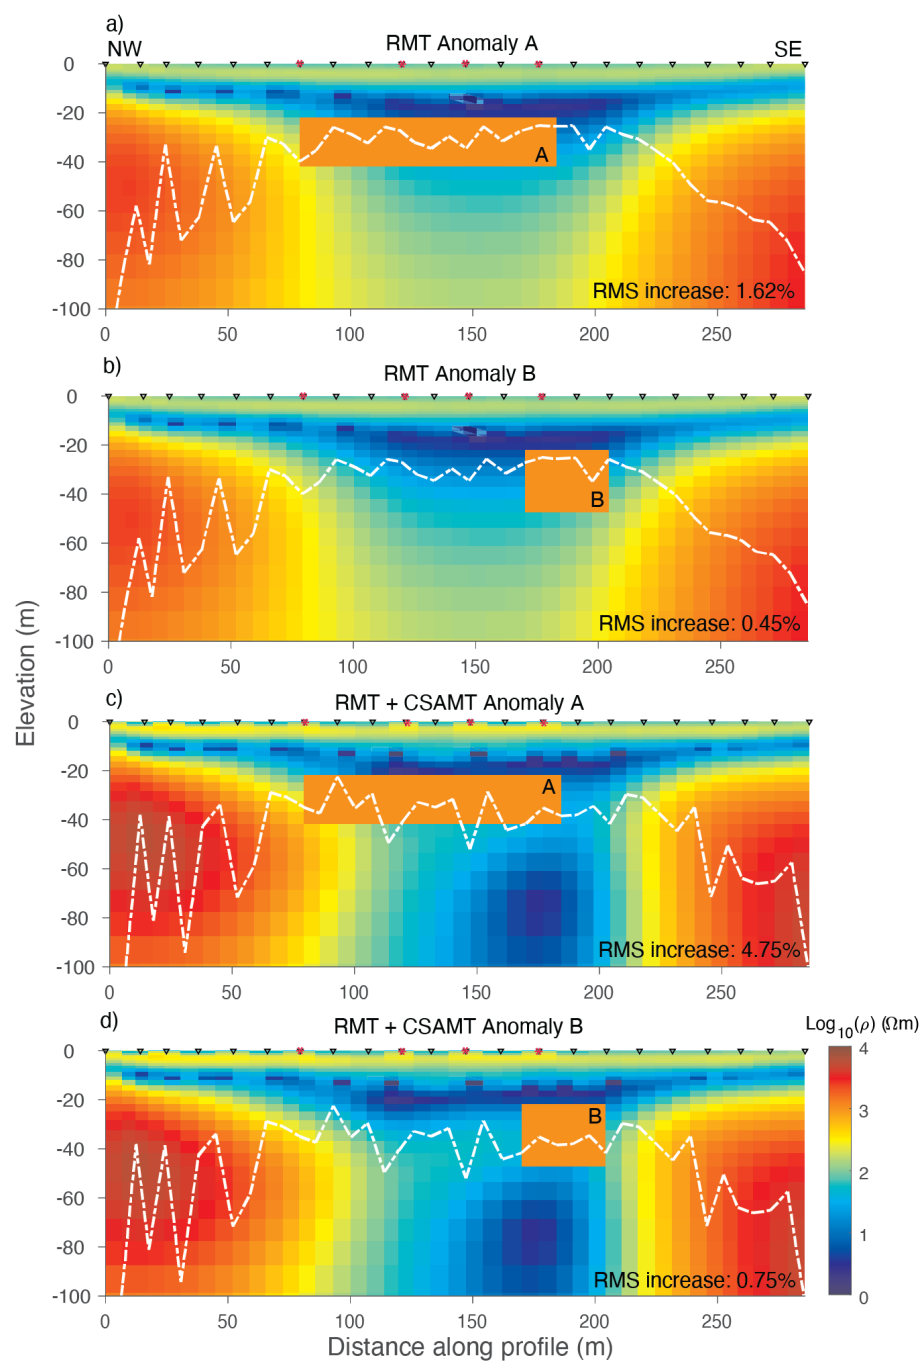 a)
NW
RMT Anomaly A
SE
0
-20
-40
-60
-80
-100
A
RMS increase: 1.62%
0
50
100
150
200
250
b)
RMT Anomaly B
0
-20
-40
-60
-80
-100
B
RMS increase: 0.45%
0
50
100
150
200
250
Elevation (m)
c)
RMT + CSAMT Anomaly A
0
-20
-40
-60
-80
-100
A
RMS increase: 4.75%
0
50
100
150
200
250
d)
RMT + CSAMT Anomaly B
Log10(ρ) (Ωm)
0
-20
-40
-60
-80
-100
B
RMS increase: 0.75%
4
3
2
1
0
0
50
100
150
200
250
Distance along profile (m)